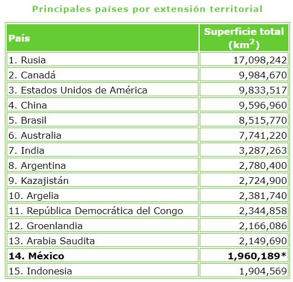 Principales países por extensión territorial
País Superficie total
(km²)
1. Rusia 17,098,242
2. Canadá 9,984,670
3. Estados Unidos de América 9,833,517
4. China 9,596,960
5. Brasil 8,515,770
6. Australia 7,741,220
7. India 3,287,263
8. Argentina 2,780,400
9. Kazajistán 2,724,900
10. Argelia 2,381,740
11. República Democrática del Congo 2,344,858
12. Groenlandia 2,166,086
13. Arabia Saudita 2,149,690
14. México 1,960,189*
15. Indonesia 1,904,569